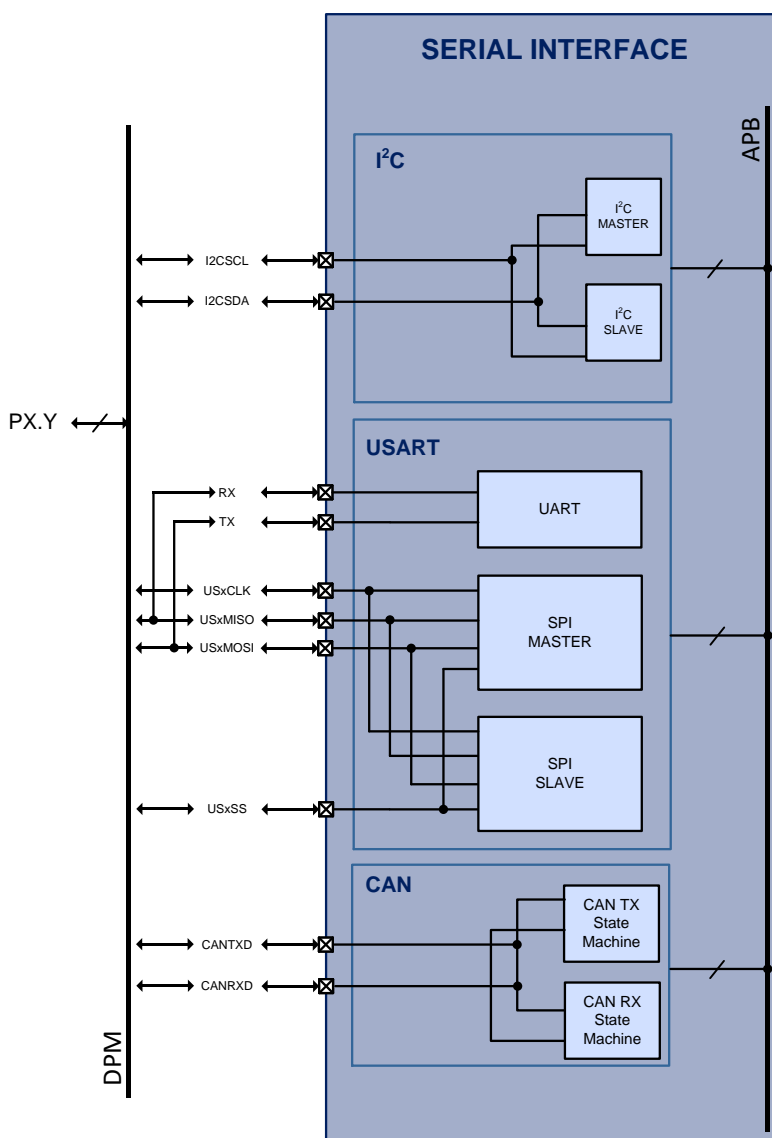 SERIAL INTERFACE
APB
I²C
I²C
MASTER
I2CSCL
I2CSDA
I²C
SLAVE
PX.Y
USART
RX
UART
TX
USxCLK
USxMISO
SPI
MASTER
USxMOSI
SPI
SLAVE
USxSS
CAN
CAN TX
State
Machine
CANTXD
CANRXD
CAN RX
State
Machine
DPM